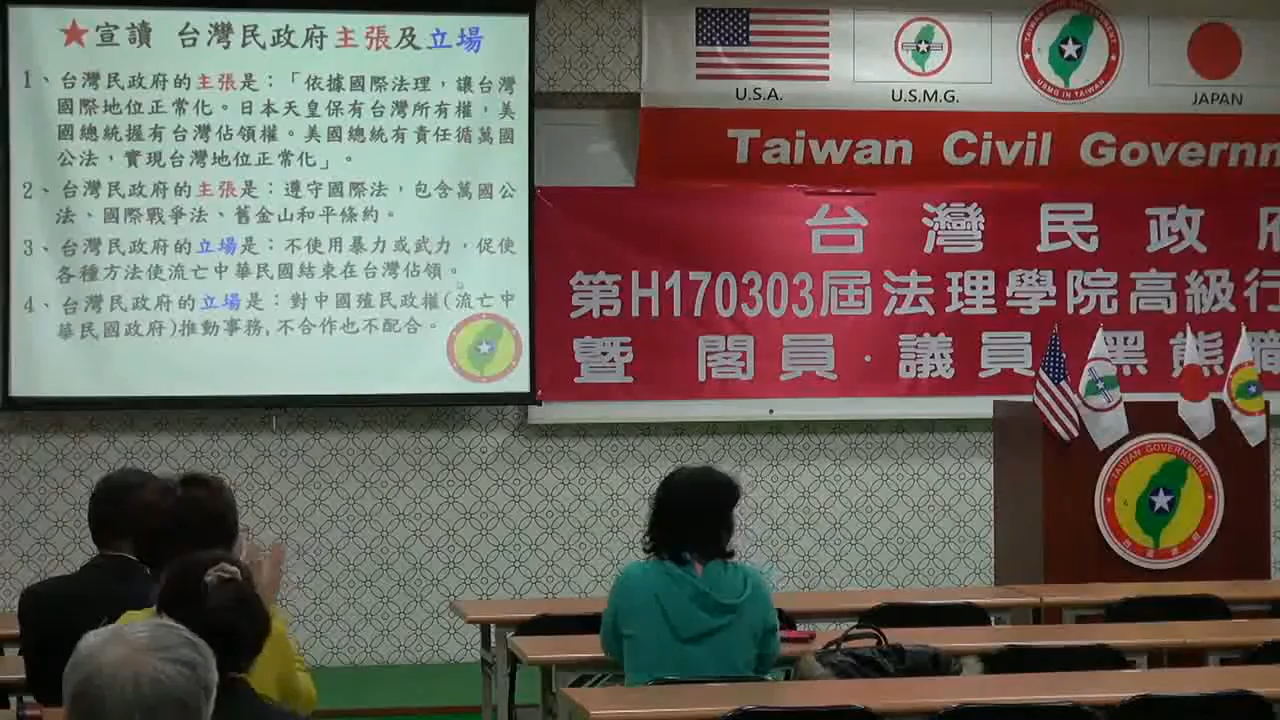 ★宣讀 台灣民政府主張及立場
1、台灣民政府的主張是：「依據國際法理，讓台灣
國際地位正常化。日本天皇保有台灣所有權，美
國總統握有台灣佔領權。美國總統有責任循萬國
公法，實現台灣地位正常化」。
2、台灣民政府的主張是：遵守國際法，包含萬國公
法、國際戰爭法、舊金山和平條約。
3、台灣民政府的立場是：不使用暴力或武力，促使
各種方法使流亡中華民國結束在台灣佔領。
4、台灣民政府的立場是：對中國殖民政權(流亡中
華民國政府)推動事務,不合作也不配合。
U.S.A.
U.S.M.G.
TAIWAN GOVERNMENT
USMG IN TAIWAN
JAPAN
Taiwan Civil Governm
台灣民政府
第H170303屆法理學院高級行
暨 閣員·議員 黑熊職
TAIWAN GOVERNMENT